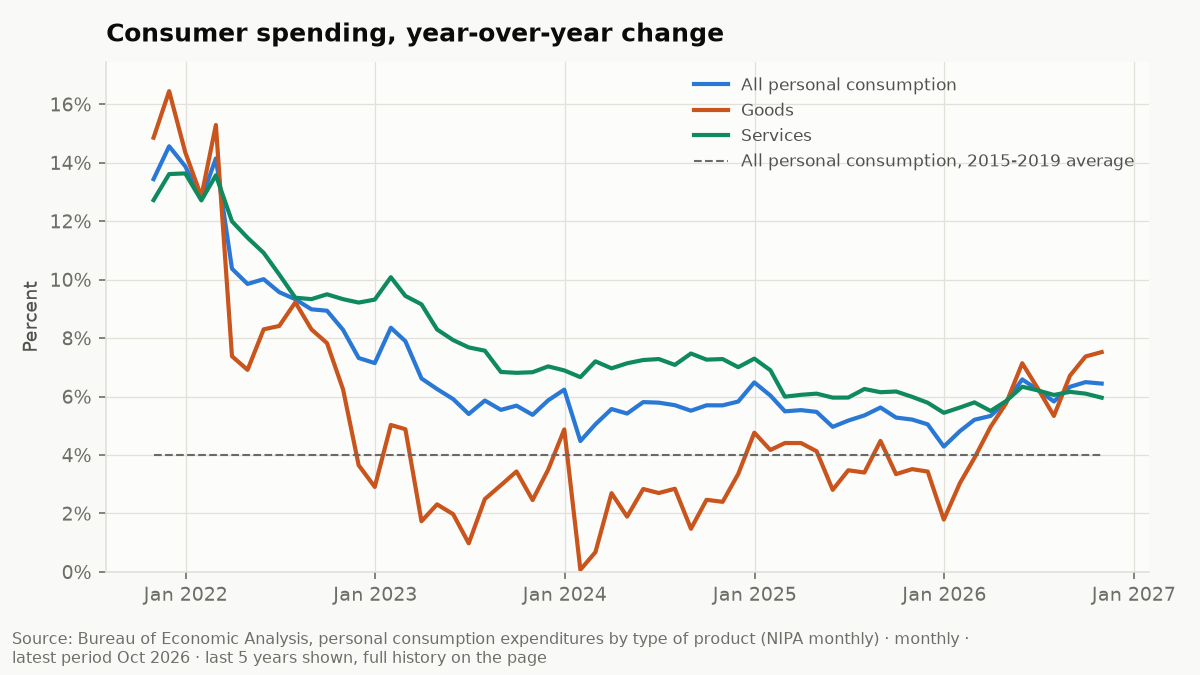 Consumer spending, year-over-year change
All personal consumption
Goods
Services
All personal consumption, 2015-2019 average
Percent
16%
14%
12%
10%
8%
6%
4%
2%
0%
Jan 2022
Jan 2023
Jan 2024
Jan 2025
Jan 2026
Jan 2027
Source: Bureau of Economic Analysis, personal consumption expenditures by type of product (NIPA monthly) · monthly ·
latest period Oct 2026 · last 5 years shown, full history on the page